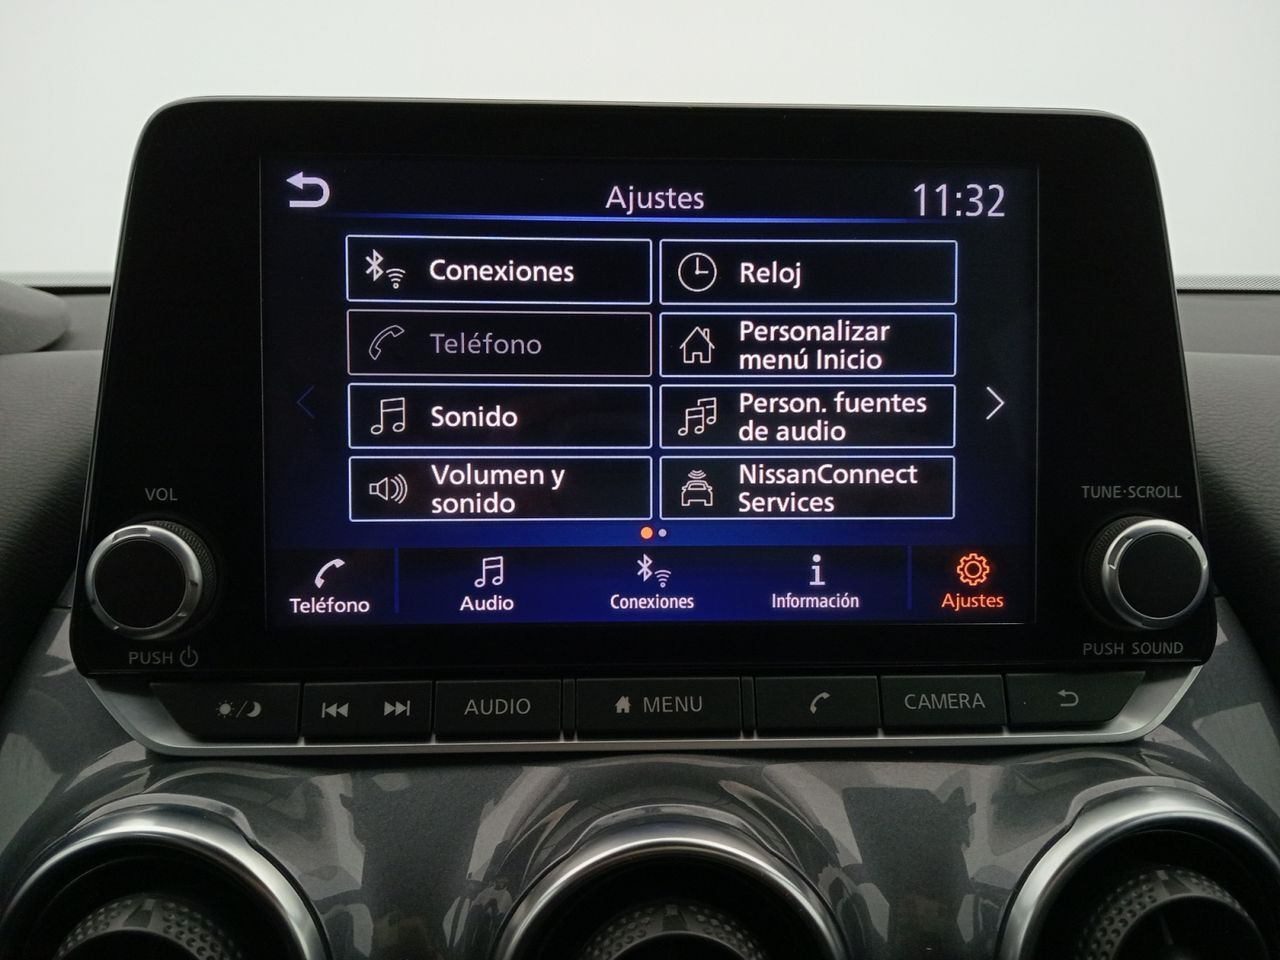 Ajustes
11:32
Conexiones
Reloj
Teléfono
Personalizar
menú Inicio
Sonido
Person. fuentes
de audio
Volumen y
sonido
NissanConnect
Services
Teléfono
Audio
Conexiones
Información
Ajustes
VOL
PUSH
TUNE·SCROLL
PUSH SOUND
AUDIO
MENU
CAMERA